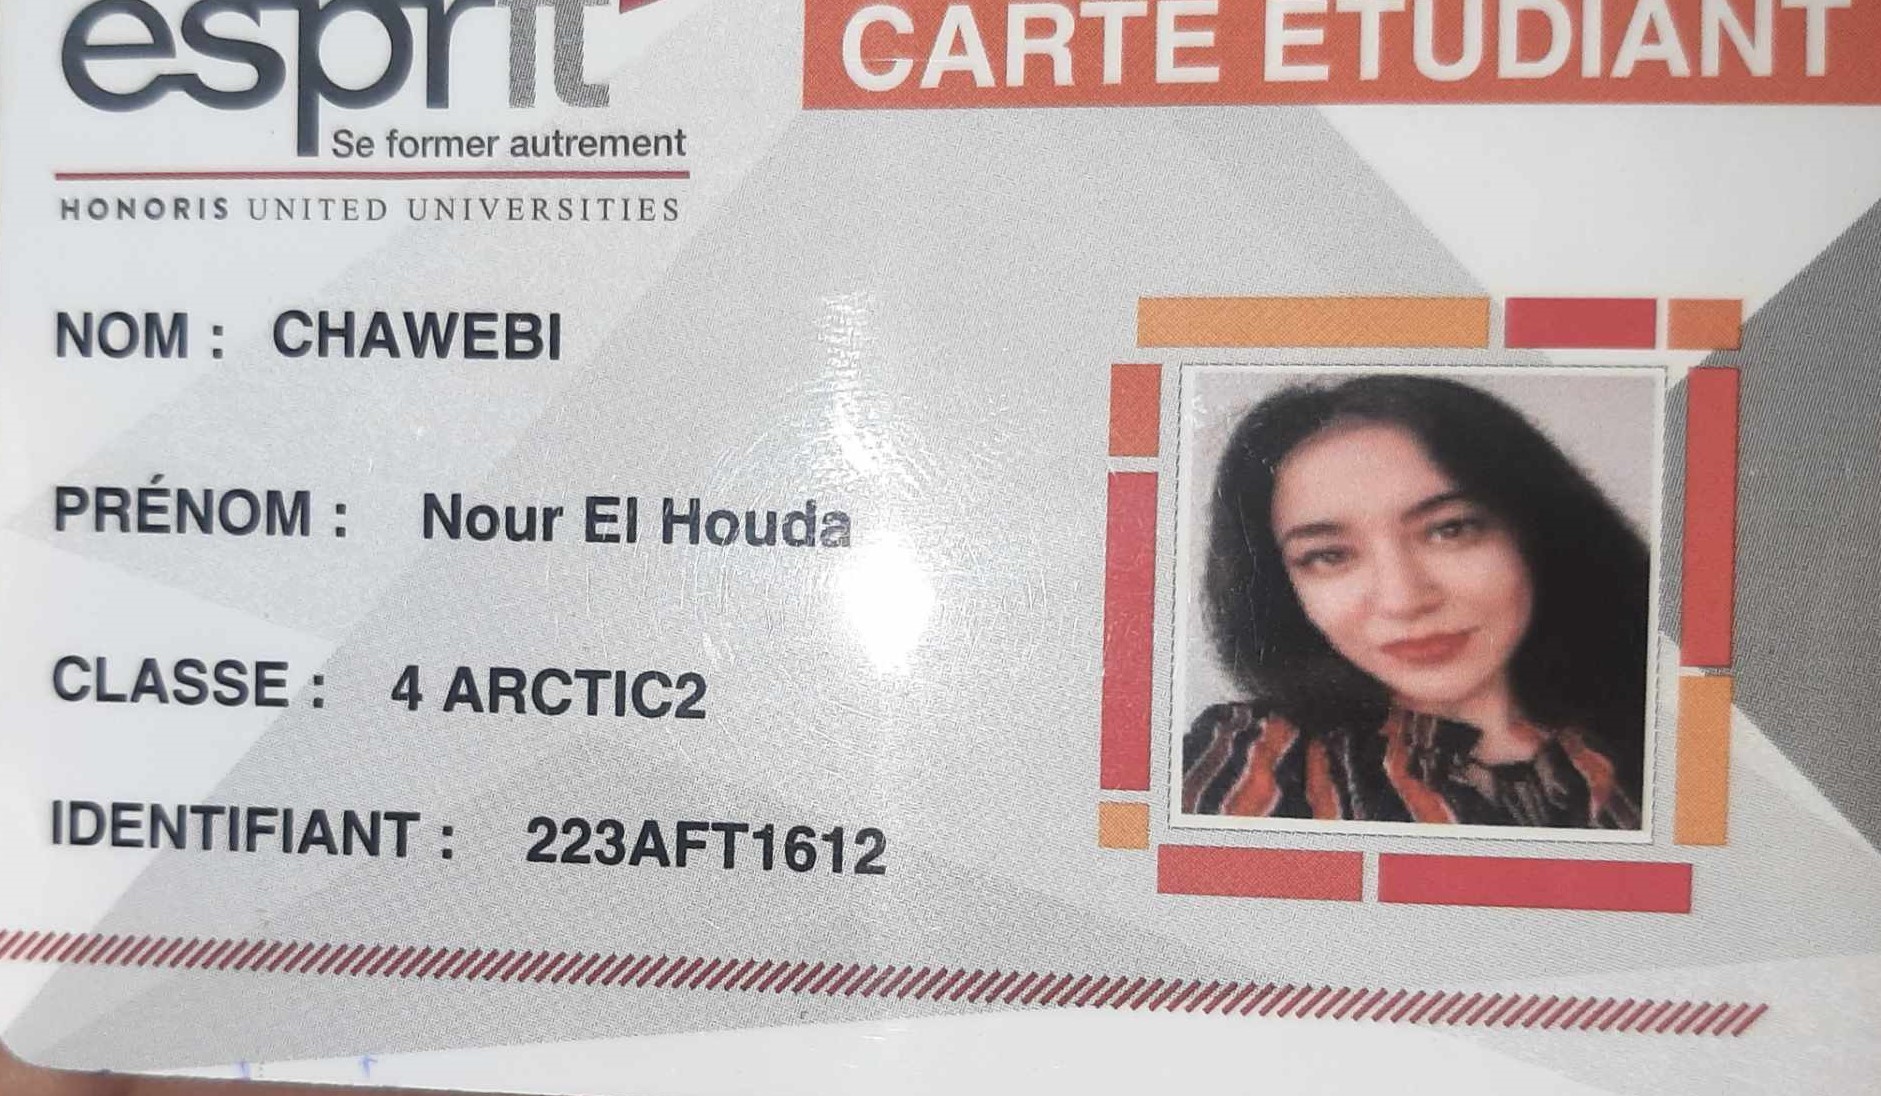 esprit
Se former autrement
HONORIS UNITED UNIVERSITIES
CARTE ETUDIANT
NOM : CHAWEBI
PRÉNOM : Nour El Houda
CLASSE : 4 ARCTIC2
IDENTIFIANT : 223AFT1612